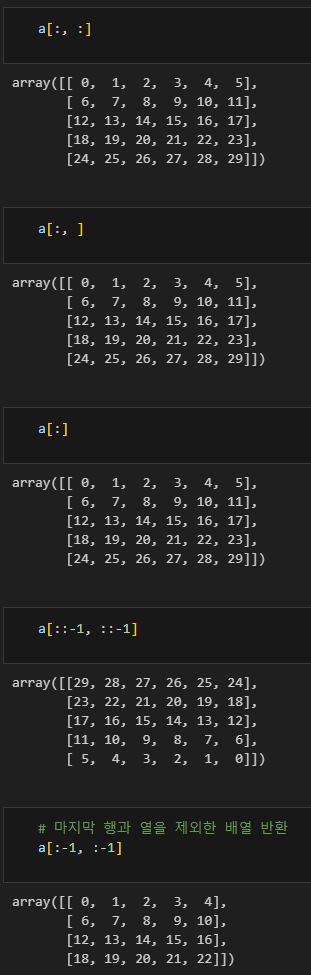 a[:, :]
array([[ 0,  1,  2,  3,  4,  5],
       [ 6,  7,  8,  9, 10, 11],
       [12, 13, 14, 15, 16, 17],
       [18, 19, 20, 21, 22, 23],
       [24, 25, 26, 27, 28, 29]])
a[:, ]
array([[ 0,  1,  2,  3,  4,  5],
       [ 6,  7,  8,  9, 10, 11],
       [12, 13, 14, 15, 16, 17],
       [18, 19, 20, 21, 22, 23],
       [24, 25, 26, 27, 28, 29]])
a[:]
array([[ 0,  1,  2,  3,  4,  5],
       [ 6,  7,  8,  9, 10, 11],
       [12, 13, 14, 15, 16, 17],
       [18, 19, 20, 21, 22, 23],
       [24, 25, 26, 27, 28, 29]])
a[::-1, ::-1]
array([[29, 28, 27, 26, 25, 24],
       [23, 22, 21, 20, 19, 18],
       [17, 16, 15, 14, 13, 12],
       [11, 10,  9,  8,  7,  6],
       [ 5,  4,  3,  2,  1,  0]])
# 마지막 행과 열을 제외한 배열 반환
a[:-1, :-1]
array([[ 0,  1,  2,  3,  4],
       [ 6,  7,  8,  9, 10],
       [12, 13, 14, 15, 16],
       [18, 19, 20, 21, 22]])